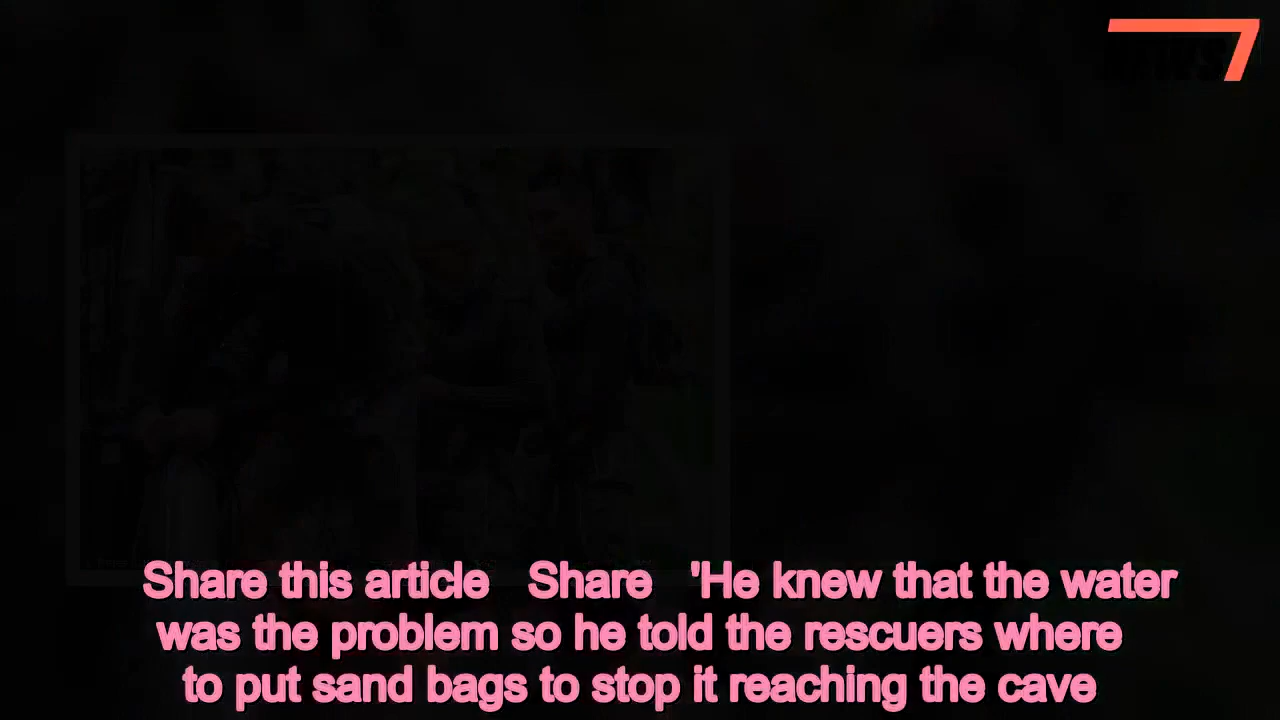 NEWS7
Share this article   Share   'He knew that the water
was the problem so he told the rescuers where
to put sand bags to stop it reaching the cave